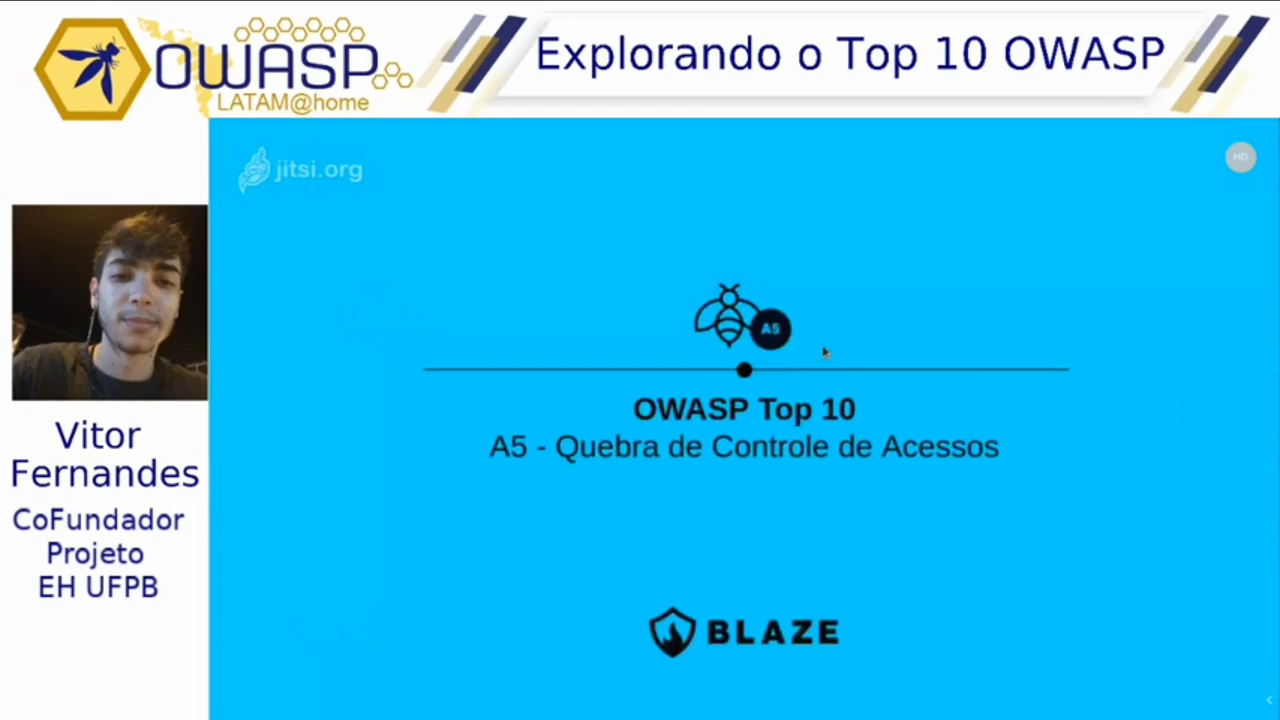 OWASP
LATAM@home
Explorando o Top 10 OWASP
jitsi.org
HD
A5
OWASP Top 10
A5 - Quebra de Controle de Acessos
BLAZE
Vitor
Fernandes
CoFundador
Projeto
EH UFPB